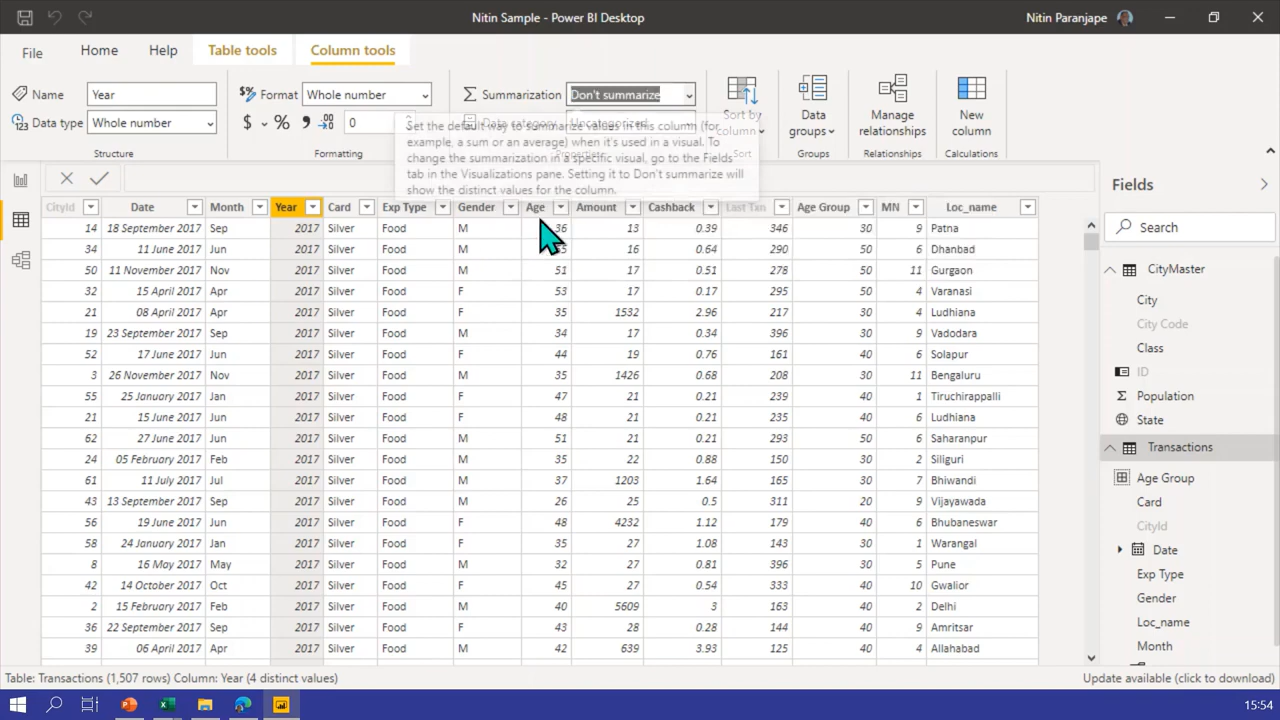 Nitin Sample - Power BI Desktop
Nitin Paranjape
File Home Help Table tools Column tools
Name Year
Data type Whole number
Structure
Format Whole number
$ % 0
Formatting
Summarization Don't summarize
Data category Uncategorized
Properties
Sort by
column
Sort
Data
groups
Groups
Manage
relationships
Relationships
New
column
Calculations
Set the default way to summarize values in this column (for
example, a sum or an average) when it's used in a visual. To
change the summarization in a specific visual, go to the Fields
tab in the Visualizations pane. Setting it to Don't summarize will
show the distinct values for the column.
CityId Date Month Year Card Exp Type Gender Age Amount Cashback Last Txn Age Group MN Loc_name
14 18 September 2017 Sep 2017 Silver Food M 36 13 0.39 346 30 9 Patna
34 11 June 2017 Jun 2017 Silver Food M 16 0.64 290 50 6 Dhanbad
50 11 November 2017 Nov 2017 Silver Food M 51 17 0.51 278 50 11 Gurgaon
32 15 April 2017 Apr 2017 Silver Food F 53 17 0.17 295 50 4 Varanasi
21 08 April 2017 Apr 2017 Silver Food F 35 1532 2.96 217 30 4 Ludhiana
19 23 September 2017 Sep 2017 Silver Food M 34 17 0.34 396 30 9 Vadodara
52 17 June 2017 Jun 2017 Silver Food F 44 19 0.76 161 40 6 Solapur
3 26 November 2017 Nov 2017 Silver Food M 35 1426 0.68 208 30 11 Bengaluru
55 25 January 2017 Jan 2017 Silver Food F 47 21 0.21 239 40 1 Tiruchirappalli
21 15 June 2017 Jun 2017 Silver Food F 48 21 0.21 235 40 6 Ludhiana
62 27 June 2017 Jun 2017 Silver Food M 51 21 0.21 293 50 6 Saharanpur
24 05 February 2017 Feb 2017 Silver Food M 35 22 0.88 150 30 2 Siliguri
61 11 July 2017 Jul 2017 Silver Food M 37 1203 1.64 165 30 7 Bhiwandi
43 13 September 2017 Sep 2017 Silver Food M 26 25 0.5 311 20 9 Vijayawada
56 19 June 2017 Jun 2017 Silver Food F 48 4232 1.12 179 40 6 Bhubaneswar
58 24 January 2017 Jan 2017 Silver Food F 35 27 1.08 143 30 1 Warangal
8 16 May 2017 May 2017 Silver Food M 32 27 0.81 396 30 5 Pune
42 14 October 2017 Oct 2017 Silver Food F 45 27 0.54 333 40 10 Gwalior
2 15 February 2017 Feb 2017 Silver Food M 40 5609 3 163 40 2 Delhi
36 22 September 2017 Sep 2017 Silver Food F 43 28 0.28 144 40 9 Amritsar
39 06 April 2017 Apr 2017 Silver Food M 42 639 3.93 125 40 4 Allahabad
Fields
Search
CityMaster
City
City Code
Class
ID
Population
State
Transactions
Age Group
Card
CityId
Date
Exp Type
Gender
Loc_name
Month
Table: Transactions (1,507 rows) Column: Year (4 distinct values)
Update available (click to download)
15:54